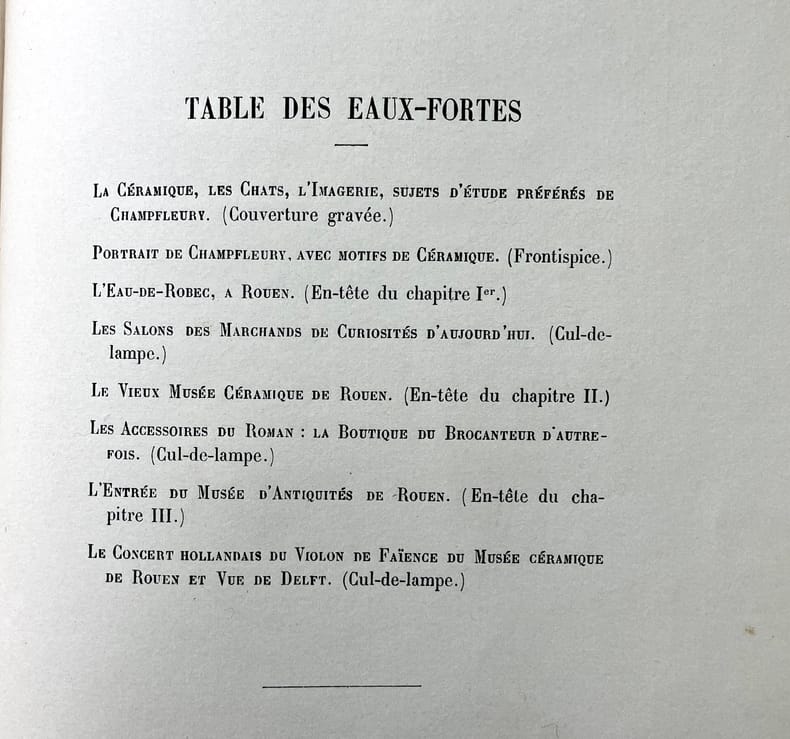 TABLE DES EAUX-FORTES
La Céramique, les Chats, l'Imagerie, sujets d'étude préférés de
Champfleury. (Couverture gravée.)
Portrait de Champfleury, avec motifs de Céramique. (Frontispice.)
L'Eau-de-Robec, a Rouen. (En-tête du chapitre Ier.)
Les Salons des Marchands de Curiosités d'aujourd'hui. (Cul-de-
lampe.)
Le Vieux Musée Céramique de Rouen. (En-tête du chapitre II.)
Les Accessoires du Roman : la Boutique du Brocanteur d'autre-
fois. (Cul-de-lampe.)
L'Entrée du Musée d'Antiquités de Rouen. (En-tête du cha-
pitre III.)
Le Concert hollandais du Violon de Faïence du Musée céramique
de Rouen et Vue de Delft. (Cul-de-lampe.)